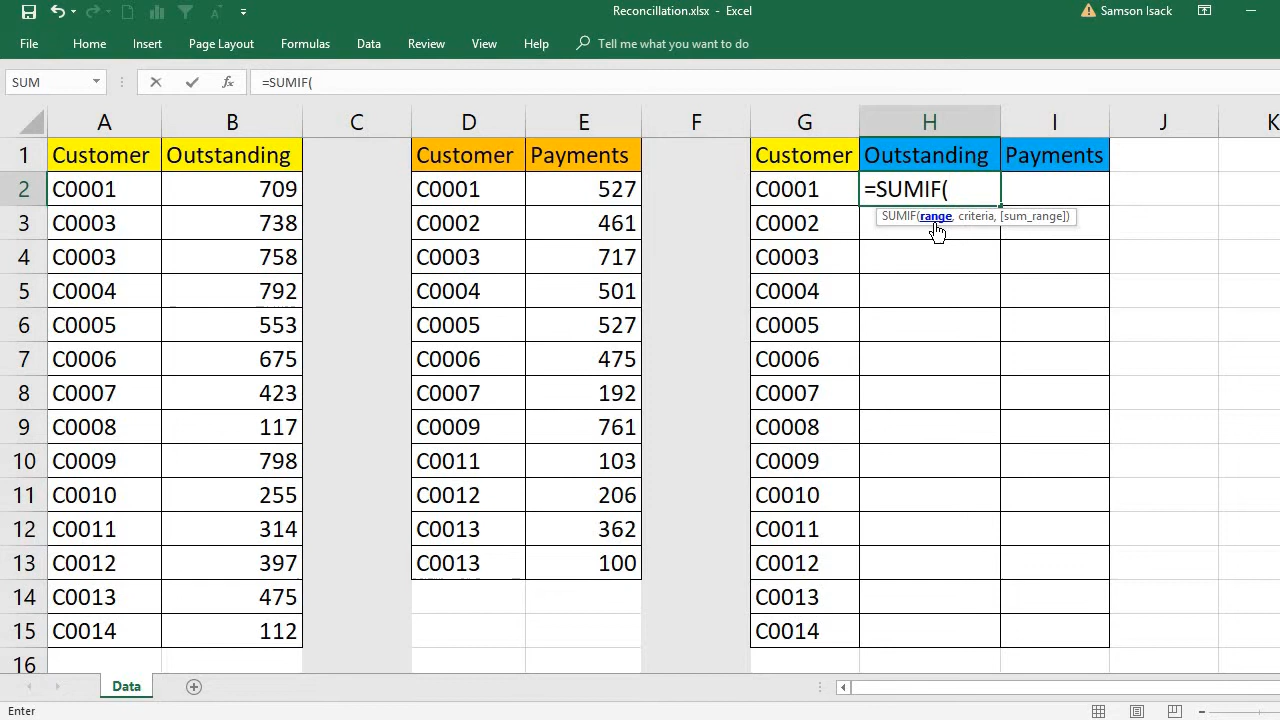 Reconcillation.xlsx - Excel
Samson Isack
File Home Insert Page Layout Formulas Data Review View Help Tell me what you want to do
SUM fx =SUMIF(
A B C D E F G H I J K
1 Customer Outstanding Customer Payments Customer Outstanding Payments
2 C0001 709 C0001 527 C0001 =SUMIF(
SUMIF(range, criteria, [sum_range])
3 C0003 738 C0002 461 C0002
4 C0003 758 C0003 717 C0003
5 C0004 792 C0004 501 C0004
6 C0005 553 C0005 527 C0005
7 C0006 675 C0006 475 C0006
8 C0007 423 C0007 192 C0007
9 C0008 117 C0009 761 C0008
10 C0009 798 C0011 103 C0009
11 C0010 255 C0012 206 C0010
12 C0011 314 C0013 362 C0011
13 C0012 397 C0013 100 C0012
14 C0013 475 C0013
15 C0014 112 C0014
16
Data
Enter